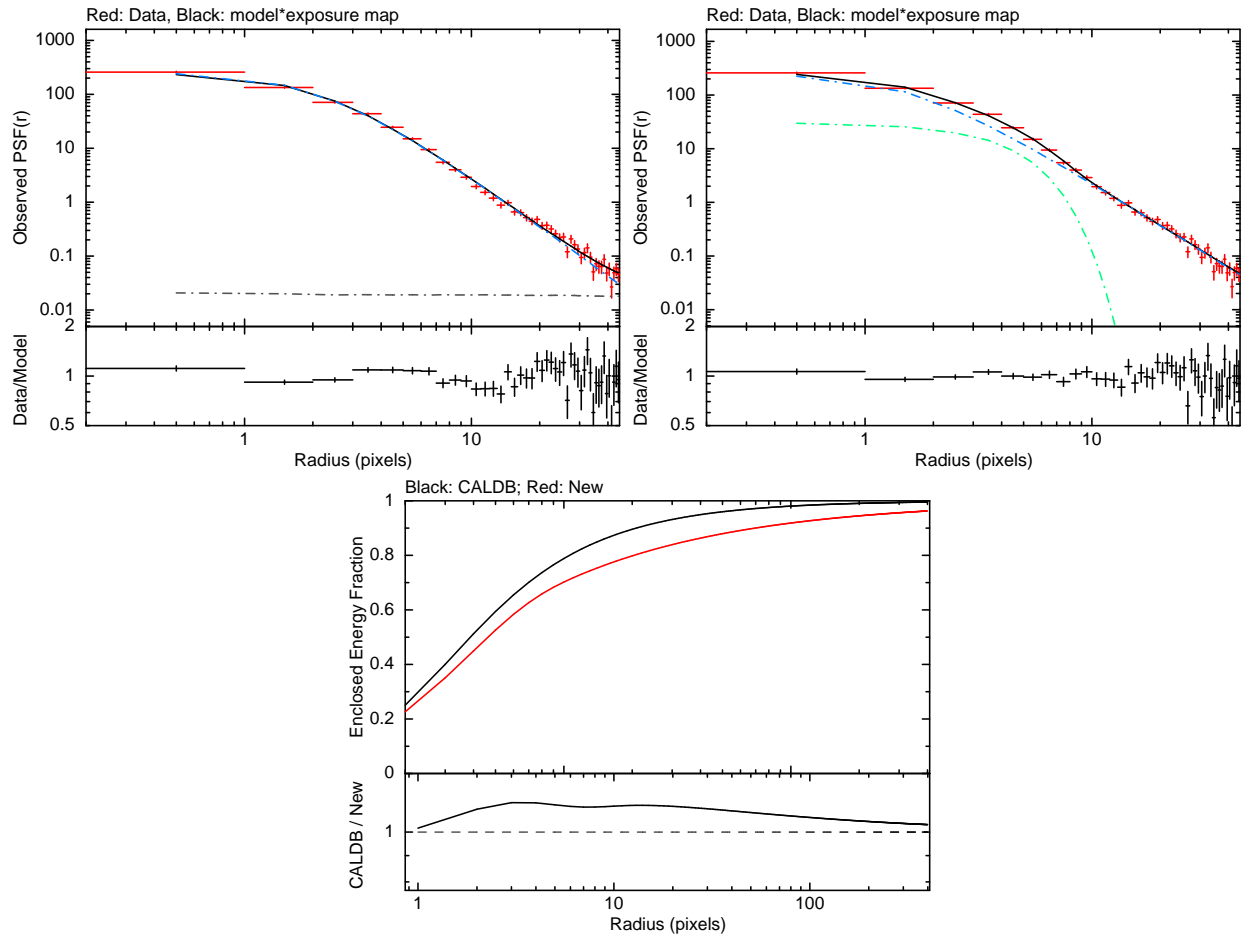 Red: Data, Black: model*exposure map
1000
100
10
1
0.1
0.01
Observed PSF(r)
2
1
0.5
Data/Model
1
10
Radius (pixels)
Red: Data, Black: model*exposure map
1000
100
10
1
0.1
0.01
Observed PSF(r)
2
1
0.5
Data/Model
1
10
Radius (pixels)
Black: CALDB; Red: New
1
0.8
0.6
0.4
0.2
0
Enclosed Energy Fraction
1
CALDB / New
1
10
100
Radius (pixels)